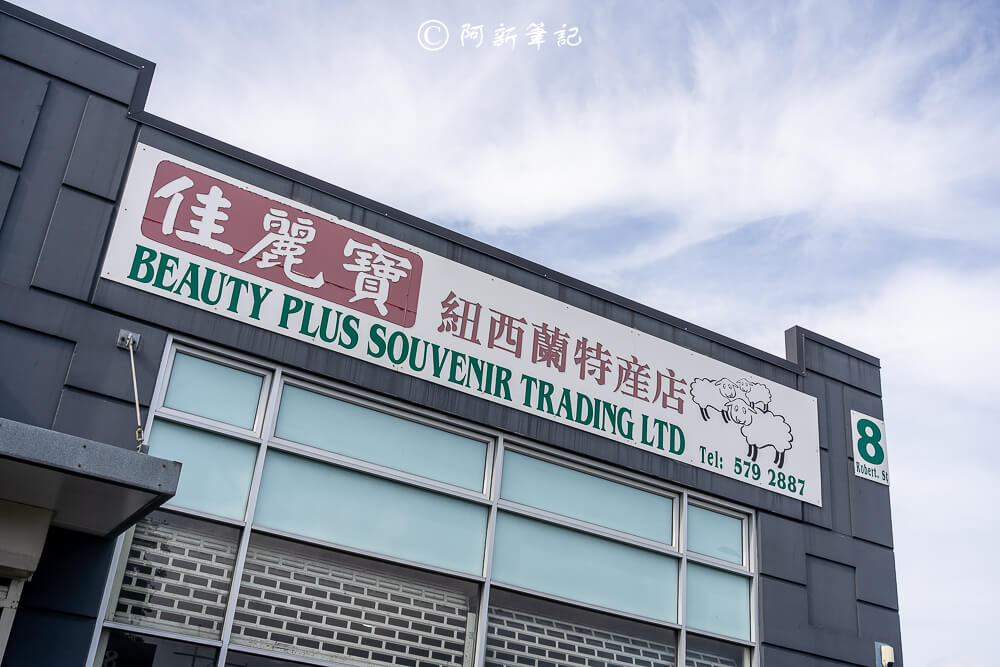 © 阿新筆記
佳麗寶
紐西蘭特産店
BEAUTY PLUS SOUVENIR TRADING LTD
Tel: 579 2887
8
Robert. St